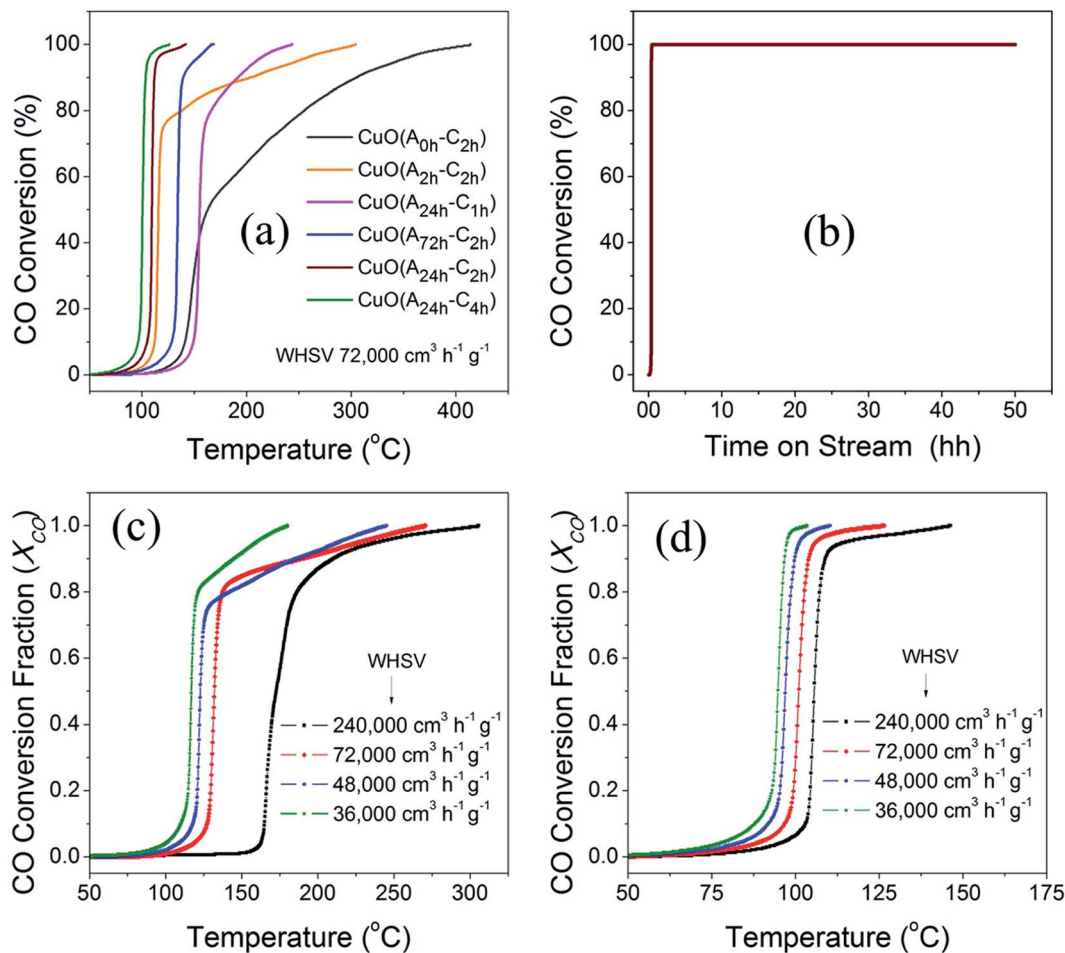 (a)
CO Conversion (%)
100
80
60
40
20
0
CuO(A0h-C2h)
CuO(A2h-C2h)
CuO(A24h-C1h)
CuO(A72h-C2h)
CuO(A24h-C2h)
CuO(A24h-C4h)
WHSV 72,000 cm³ h⁻¹ g⁻¹
100 200 300 400
Temperature (°C)
(b)
CO Conversion (%)
100
80
60
40
20
0
00 10 20 30 40 50
Time on Stream (hh)
(c)
CO Conversion Fraction (XCO)
1.0
0.8
0.6
0.4
0.2
0.0
WHSV
240,000 cm³ h⁻¹ g⁻¹
72,000 cm³ h⁻¹ g⁻¹
48,000 cm³ h⁻¹ g⁻¹
36,000 cm³ h⁻¹ g⁻¹
50 100 150 200 250 300
Temperature (°C)
(d)
CO Conversion Fraction (XCO)
1.0
0.8
0.6
0.4
0.2
0.0
WHSV
240,000 cm³ h⁻¹ g⁻¹
72,000 cm³ h⁻¹ g⁻¹
48,000 cm³ h⁻¹ g⁻¹
36,000 cm³ h⁻¹ g⁻¹
50 75 100 125 150 175
Temperature (°C)